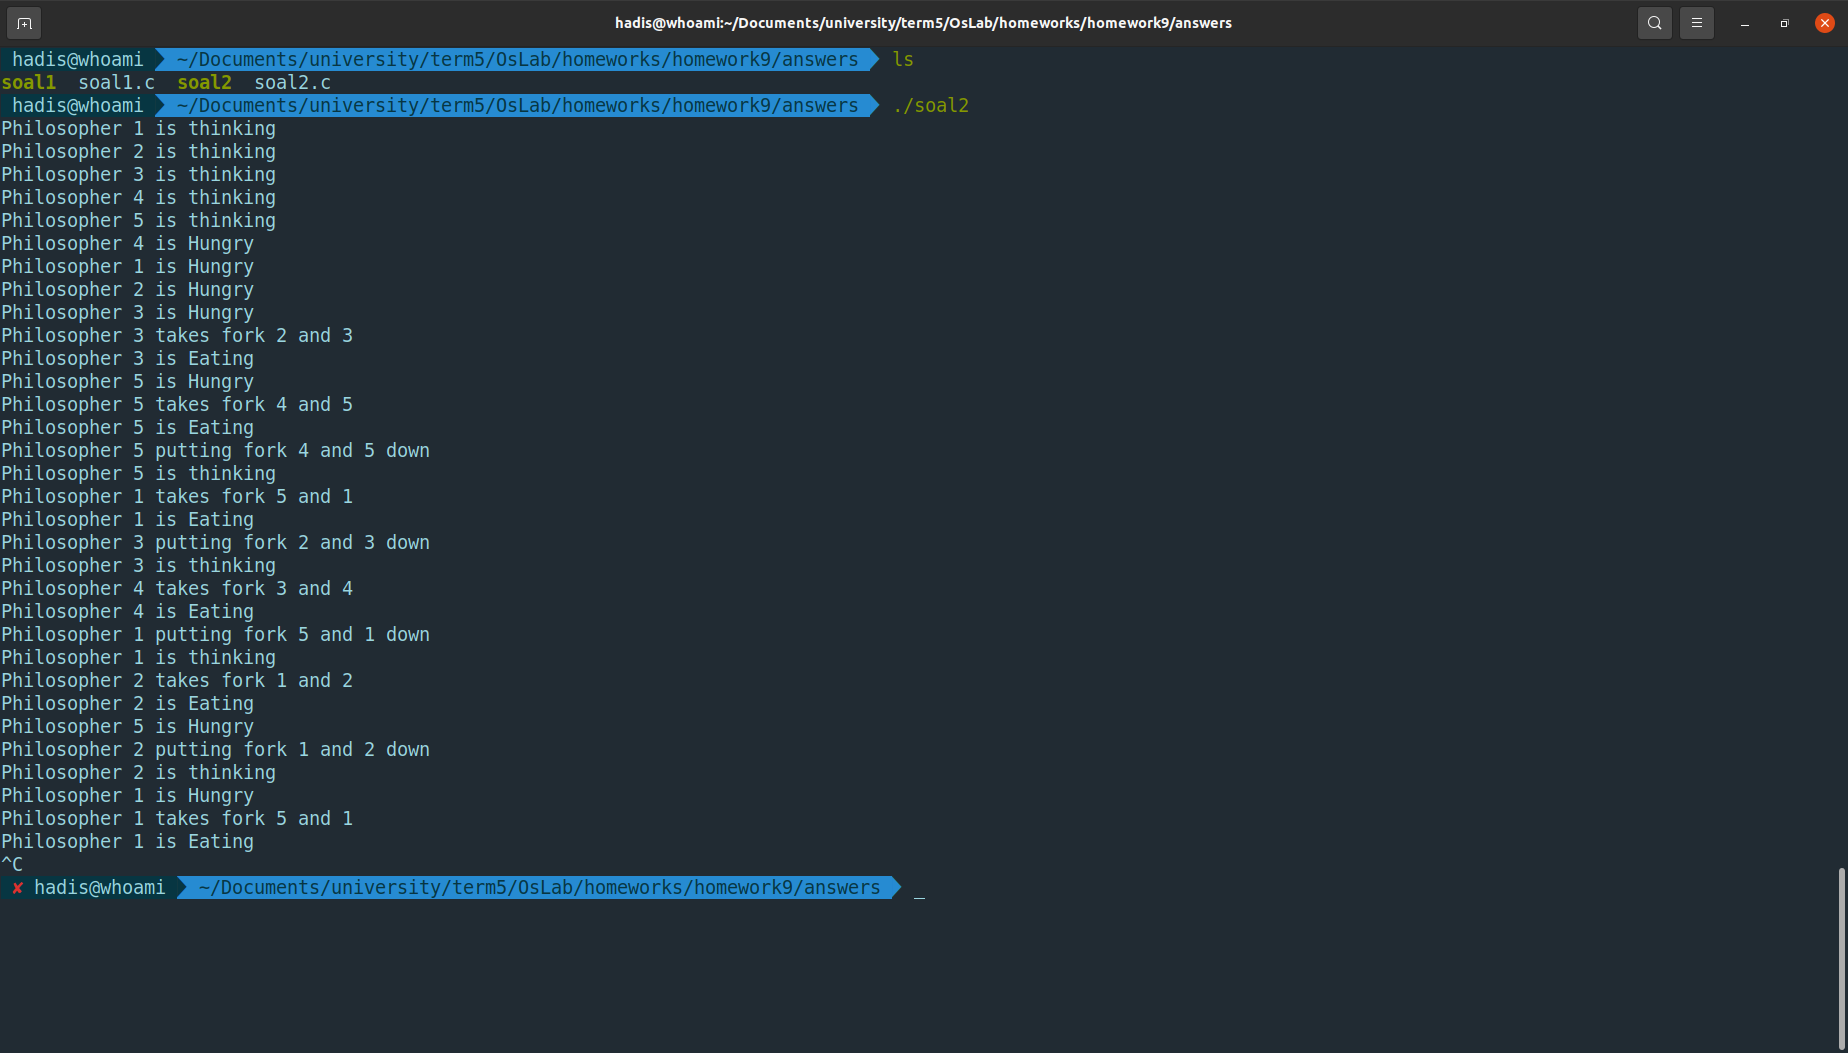 hadis@whoami:~/Documents/university/term5/OsLab/homeworks/homework9/answers
hadis@whoami ~/Documents/university/term5/OsLab/homeworks/homework9/answers ls
soal1 soal1.c soal2 soal2.c
hadis@whoami ~/Documents/university/term5/OsLab/homeworks/homework9/answers ./soal2
Philosopher 1 is thinking
Philosopher 2 is thinking
Philosopher 3 is thinking
Philosopher 4 is thinking
Philosopher 5 is thinking
Philosopher 4 is Hungry
Philosopher 1 is Hungry
Philosopher 2 is Hungry
Philosopher 3 is Hungry
Philosopher 3 takes fork 2 and 3
Philosopher 3 is Eating
Philosopher 5 is Hungry
Philosopher 5 takes fork 4 and 5
Philosopher 5 is Eating
Philosopher 5 putting fork 4 and 5 down
Philosopher 5 is thinking
Philosopher 1 takes fork 5 and 1
Philosopher 1 is Eating
Philosopher 3 putting fork 2 and 3 down
Philosopher 3 is thinking
Philosopher 4 takes fork 3 and 4
Philosopher 4 is Eating
Philosopher 1 putting fork 5 and 1 down
Philosopher 1 is thinking
Philosopher 2 takes fork 1 and 2
Philosopher 2 is Eating
Philosopher 5 is Hungry
Philosopher 2 putting fork 1 and 2 down
Philosopher 2 is thinking
Philosopher 1 is Hungry
Philosopher 1 takes fork 5 and 1
Philosopher 1 is Eating
^C
✘ hadis@whoami ~/Documents/university/term5/OsLab/homeworks/homework9/answers _